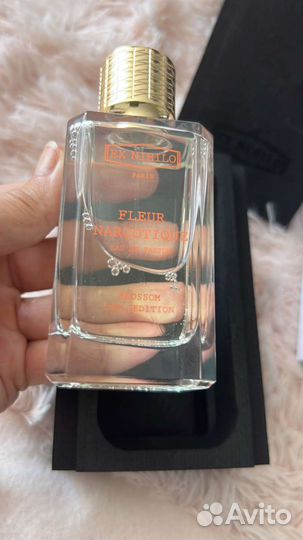 EX NIHILO
PARIS
FLEUR
NARCOTIQUE
EAU DE PARFUM
BLOSSOM
EDITION
Avito